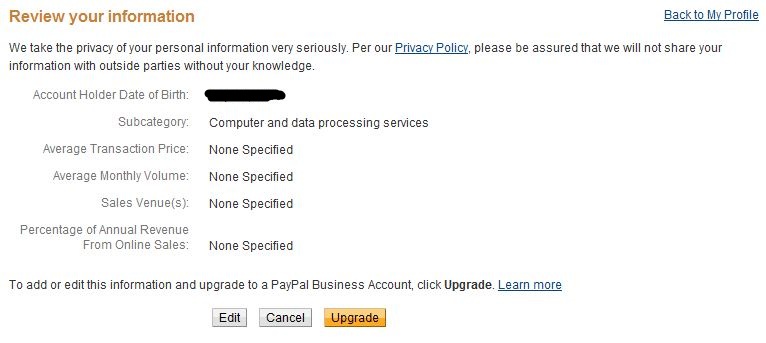 Review your information
Back to My Profile
We take the privacy of your personal information very seriously. Per our Privacy Policy, please be assured that we will not share your
information with outside parties without your knowledge.
Account Holder Date of Birth:
Subcategory: Computer and data processing services
Average Transaction Price: None Specified
Average Monthly Volume: None Specified
Sales Venue(s): None Specified
Percentage of Annual Revenue
From Online Sales: None Specified
To add or edit this information and upgrade to a PayPal Business Account, click Upgrade. Learn more
Edit Cancel Upgrade